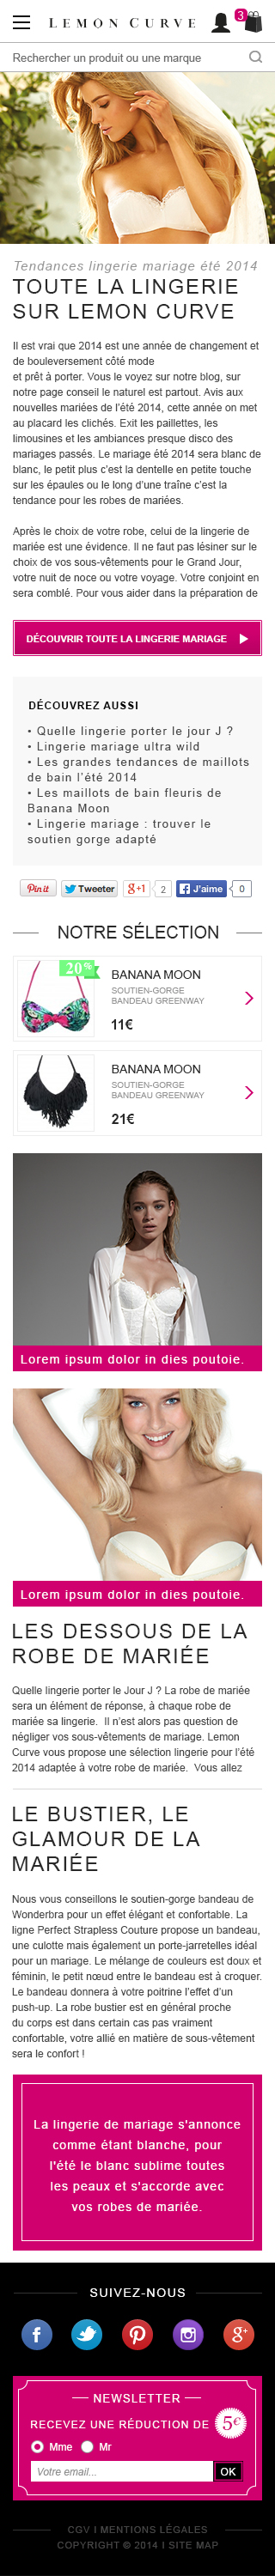 LEMON CURVE
3
Rechercher un produit ou une marque
Tendances lingerie mariage été 2014
TOUTE LA LINGERIE
SUR LEMON CURVE
Il est vrai que 2014 est une année de changement et
de bouleversement côté mode
et prêt à porter. Vous le voyez sur notre blog, sur
notre page conseil le naturel est partout. Avis aux
nouvelles mariées de l'été 2014, cette année on met
au placard les clichés. Exit les paillettes, les
limousines et les ambiances presque disco des
mariages passés. Le mariage été 2014 sera blanc de
blanc, le petit plus c'est la dentelle en petite touche
sur les épaules ou le long d'une traîne c'est la
tendance pour les robes de mariées.
Après le choix de votre robe, celui de la lingerie de
mariée est une évidence. Il ne faut pas lésiner sur le
choix de vos sous-vêtements pour le Grand Jour,
votre nuit de noce ou votre voyage. Votre conjoint en
sera comblé. Pour vous aider dans la préparation de
DÉCOUVRIR TOUTE LA LINGERIE MARIAGE
DÉCOUVREZ AUSSI
• Quelle lingerie porter le jour J ?
• Lingerie mariage ultra wild
• Les grandes tendances de maillots
de bain l'été 2014
• Les maillots de bain fleuris de
Banana Moon
• Lingerie mariage : trouver le
soutien gorge adapté
Pin it Tweeter g+1 2 J'aime 0
NOTRE SÉLECTION
20%
BANANA MOON
SOUTIEN-GORGE
BANDEAU GREENWAY
11€
BANANA MOON
SOUTIEN-GORGE
BANDEAU GREENWAY
21€
Lorem ipsum dolor in dies poutoie.
Lorem ipsum dolor in dies poutoie.
LES DESSOUS DE LA
ROBE DE MARIÉE
Quelle lingerie porter le Jour J ? La robe de mariée
sera un élément de réponse, à chaque robe de
mariée sa lingerie. Il n'est alors pas question de
négliger vos sous-vêtements de mariage. Lemon
Curve vous propose une sélection lingerie pour l'été
2014 adaptée à votre robe de mariée. Vous allez
LE BUSTIER, LE
GLAMOUR DE LA
MARIÉE
Nous vous conseillons le soutien-gorge bandeau de
Wonderbra pour un effet élégant et confortable. La
ligne Perfect Strapless Couture propose un bandeau,
une culotte mais également un porte-jarretelles idéal
pour un mariage. Le mélange de couleurs est doux et
féminin, le petit nœud entre le bandeau est à croquer.
Le bandeau donnera à votre poitrine l'effet d'un
push-up. La robe bustier est en général proche
du corps est dans certain cas pas vraiment
confortable, votre allié en matière de sous-vêtement
sera le confort !
La lingerie de mariage s'annonce
comme étant blanche, pour
l'été le blanc sublime toutes
les peaux et s'accorde avec
vos robes de mariée.
SUIVEZ-NOUS
f g+
NEWSLETTER
RECEVEZ UNE RÉDUCTION DE 5€
Mme Mr
Votre email... OK
CGV I MENTIONS LÉGALES
COPYRIGHT © 2014 I SITE MAP